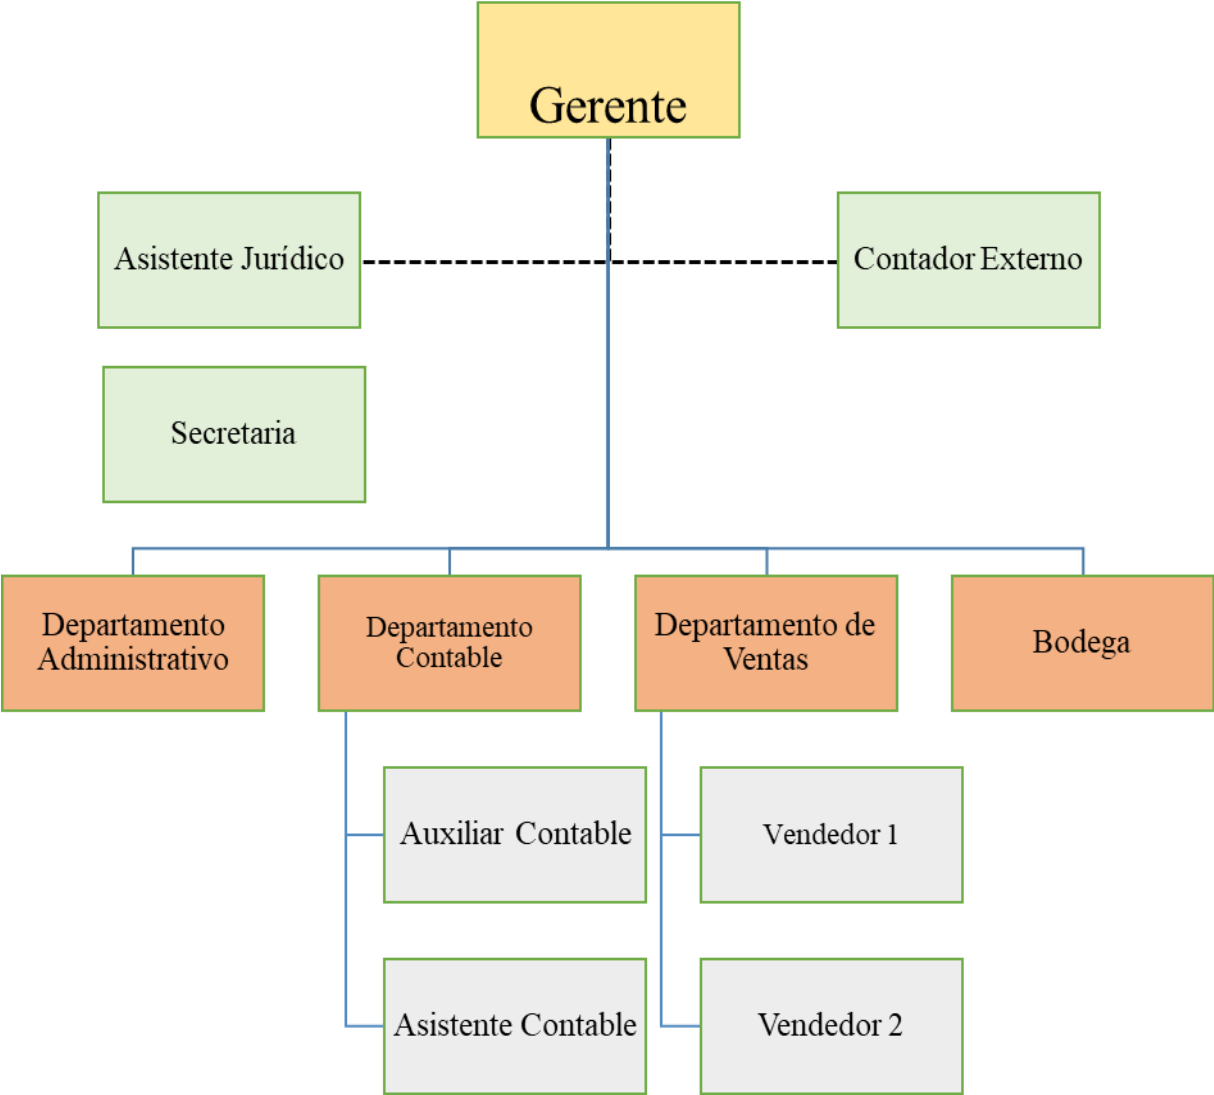 Gerente
Asistente Jurídico
Contador Externo
Secretaria
Departamento
Administrativo
Departamento
Contable
Departamento de
Ventas
Bodega
Auxiliar Contable
Vendedor 1
Asistente Contable
Vendedor 2